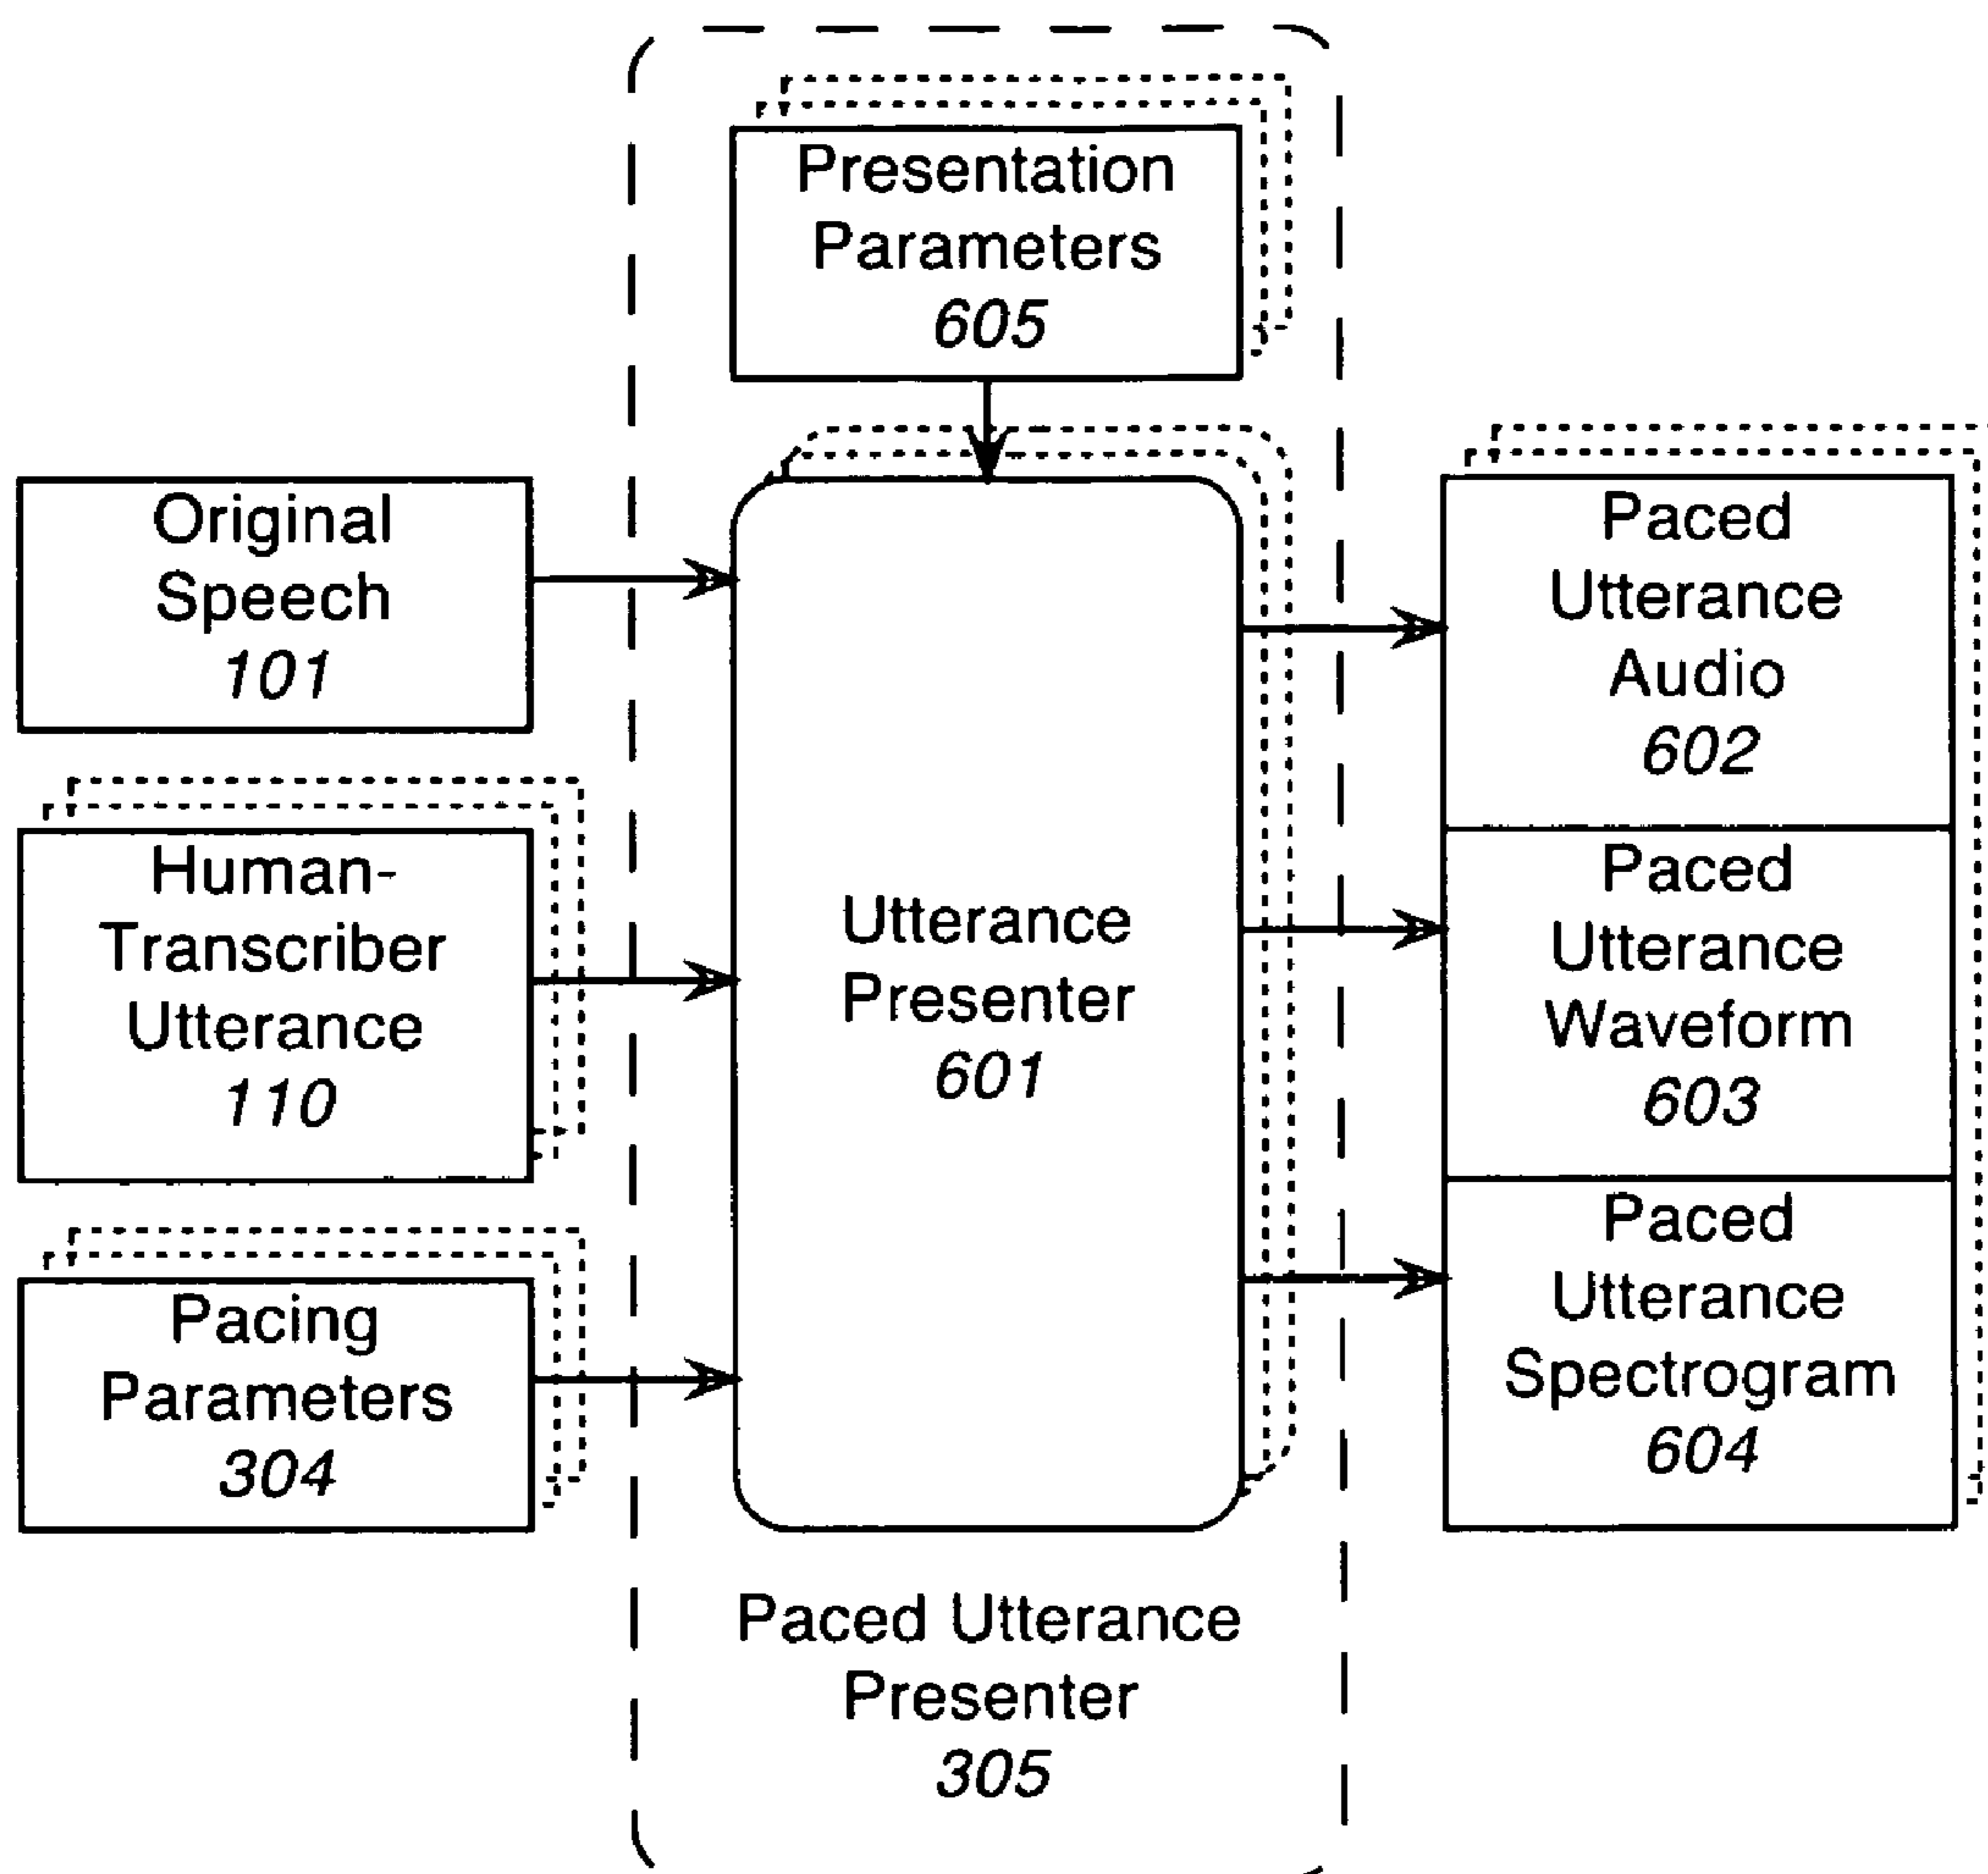 Presentation
Parameters
605
Original
Speech
101
Human-
Transcriber
Utterance
110
Pacing
Parameters
304
Utterance
Presenter
601
Paced
Utterance
Audio
602
Paced
Utterance
Waveform
603
Paced
Utterance
Spectrogram
604
Paced Utterance
Presenter
305